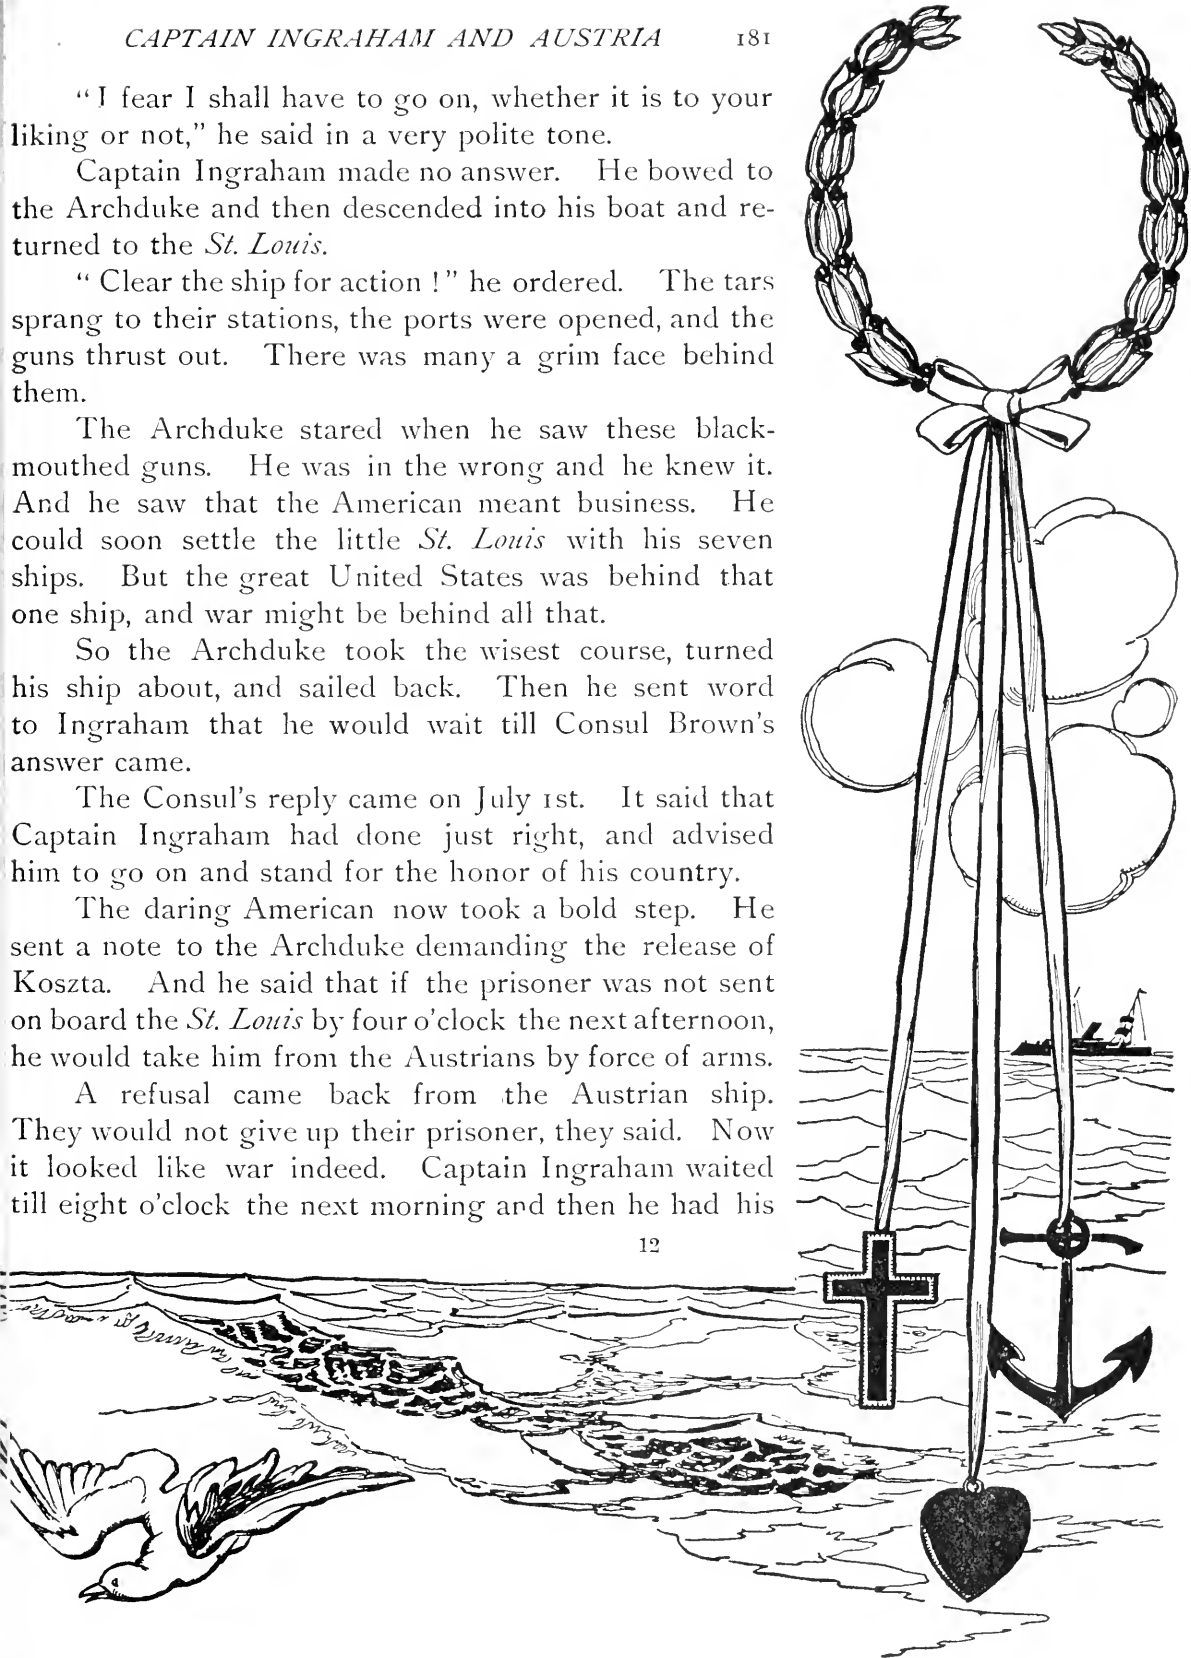 CAPTAIN INGRAHAM AND AUSTRIA 181
“I fear I shall have to go on, whether it is to your
liking or not,” he said in a very polite tone.
Captain Ingraham made no answer. He bowed to
the Archduke and then descended into his boat and re-
turned to the St. Louis.
“Clear the ship for action!” he ordered. The tars
sprang to their stations, the ports were opened, and the
guns thrust out. There was many a grim face behind
them.
The Archduke stared when he saw these black-
mouthed guns. He was in the wrong and he knew it.
And he saw that the American meant business. He
could soon settle the little St. Louis with his seven
ships. But the great United States was behind that
one ship, and war might be behind all that.
So the Archduke took the wisest course, turned
his ship about, and sailed back. Then he sent word
to Ingraham that he would wait till Consul Brown’s
answer came.
The Consul’s reply came on July 1st. It said that
Captain Ingraham had done just right, and advised
him to go on and stand for the honor of his country.
The daring American now took a bold step. He
sent a note to the Archduke demanding the release of
Koszta. And he said that if the prisoner was not sent
on board the St. Louis by four o’clock the next afternoon,
he would take him from the Austrians by force of arms.
A refusal came back from the Austrian ship.
They would not give up their prisoner, they said. Now
it looked like war indeed. Captain Ingraham waited
till eight o’clock the next morning and then he had his
12